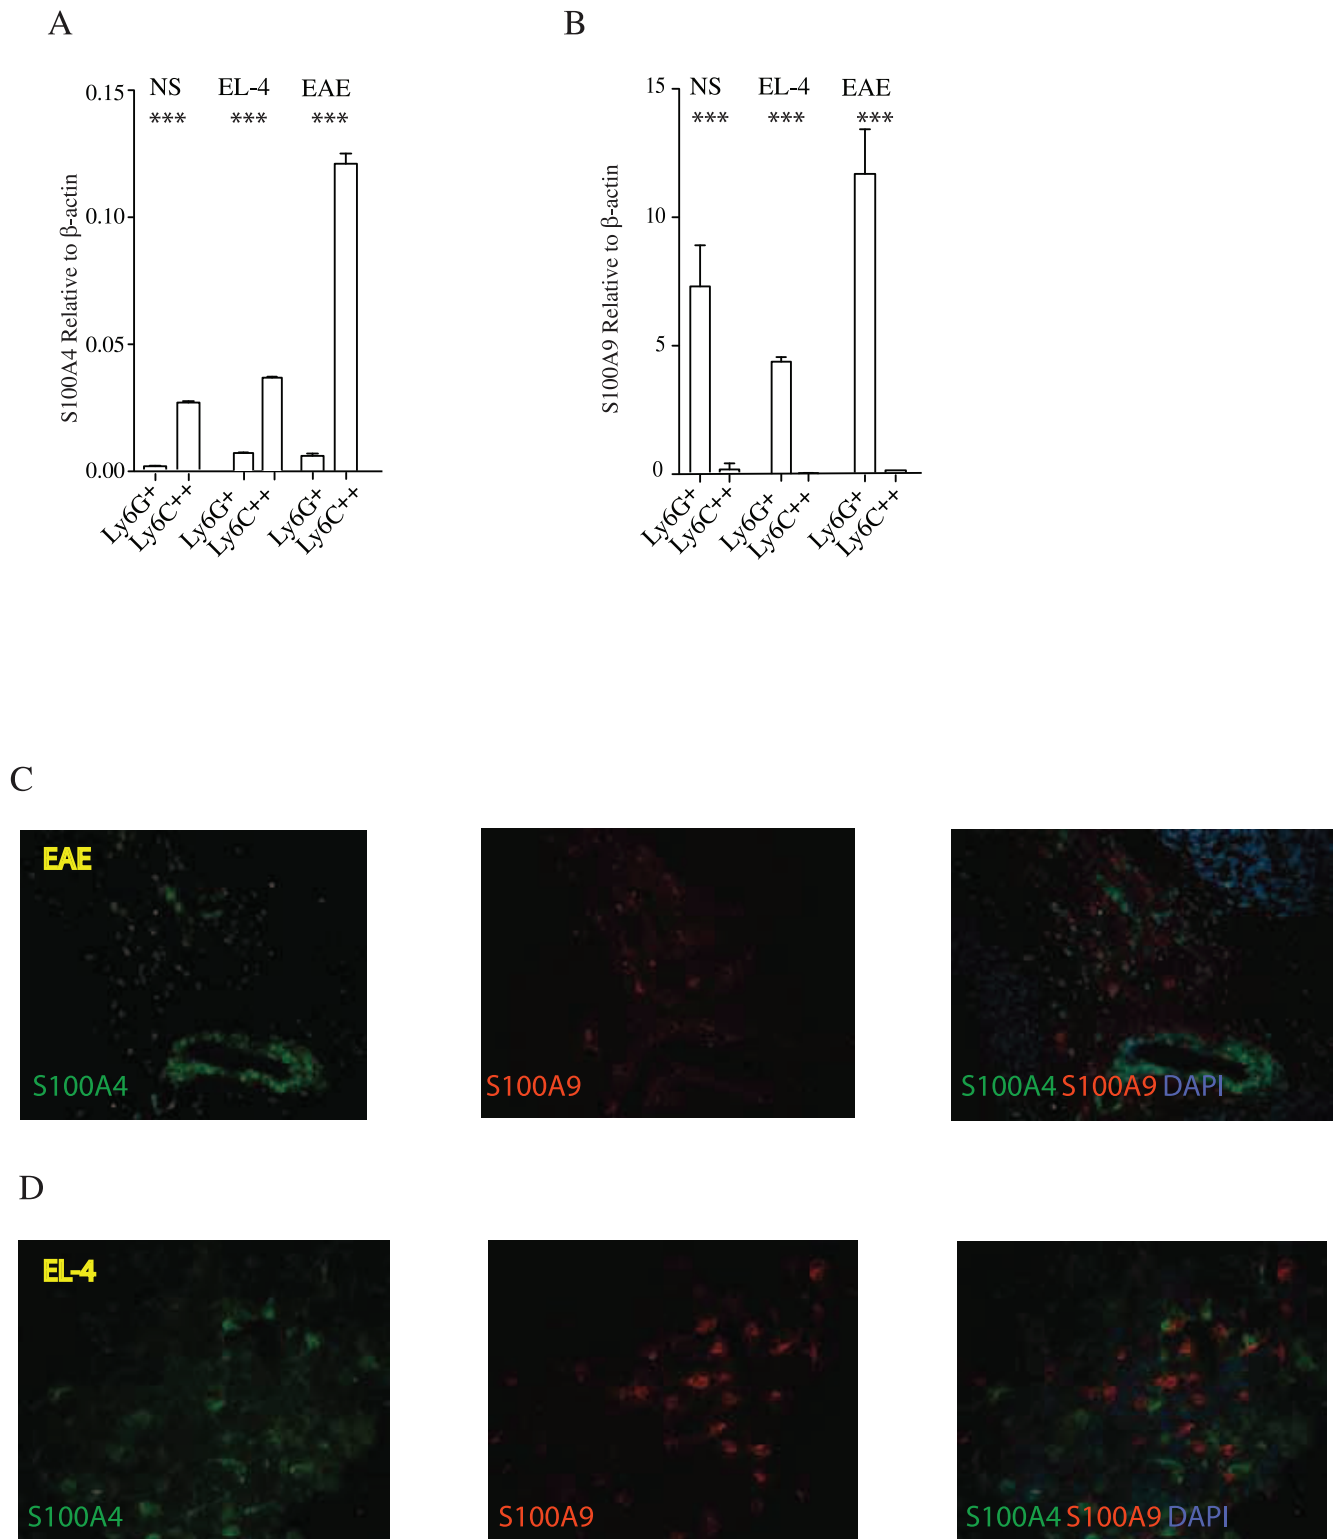 A
NS EL-4 EAE
*** *** ***
S100A4 Relative to β-actin
0.15
0.10
0.05
0.00
Ly6G+ Ly6C++ Ly6G+ Ly6C++ Ly6G+ Ly6C++
B
NS EL-4 EAE
*** *** ***
S100A9 Relative to β-actin
15
10
5
0
Ly6G+ Ly6C++ Ly6G+ Ly6C++ Ly6G+ Ly6C++
C
EAE
S100A4
S100A9
S100A4 S100A9 DAPI
D
EL-4
S100A4
S100A9
S100A4 S100A9 DAPI